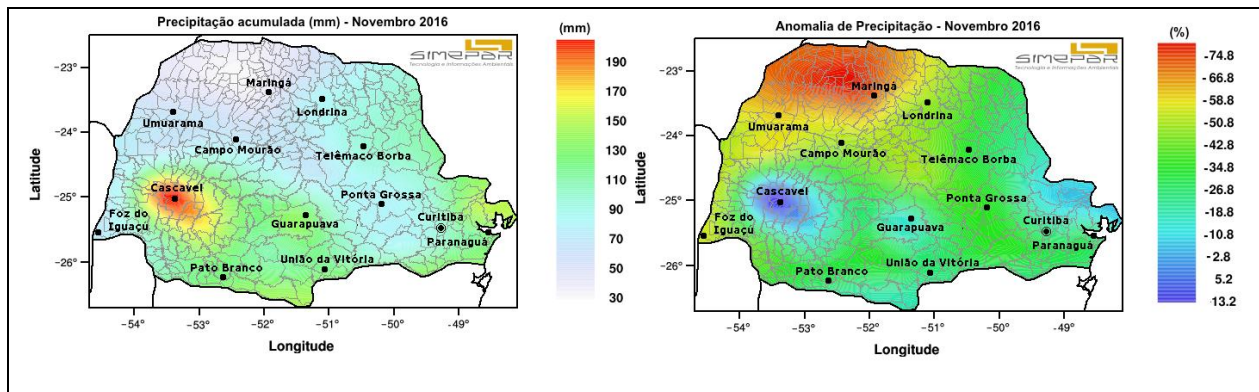 Precipitação acumulada (mm) - Novembro 2016
(mm)
SIMEPAR
Tecnologia e Informações Ambientais
-23°
-24°
-25°
-26°
Latitude
Maringá
Londrina
Umuarama
Campo Mourão
Telêmaco Borba
Cascavel
Ponta Grossa
Foz do
Iguaçú
Guarapuava
Curitiba
Paranaguá
Pato Branco
União da Vitória
190
170
150
130
110
90
70
50
30
-54°
-53°
-52°
-51°
-50°
-49°
Longitude
Anomalia de Precipitação - Novembro 2016
(%)
SIMEPAR
Tecnologia e Informações Ambientais
-23°
-24°
-25°
-26°
Latitude
Maringá
Londrina
Umuarama
Campo Mourão
Telêmaco Borba
Cascavel
Ponta Grossa
Foz do
Iguaçú
Guarapuava
Curitiba
Paranaguá
Pato Branco
União da Vitória
-74.8
-66.8
-58.8
-50.8
-42.8
-34.8
-26.8
-18.8
-10.8
-2.8
5.2
13.2
-54°
-53°
-52°
-51°
-50°
-49°
Longitude